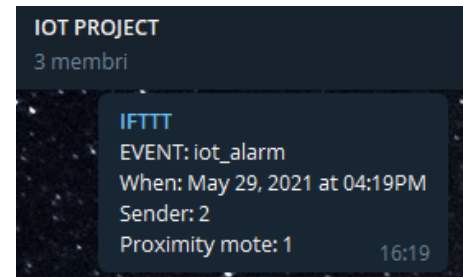 IOT PROJECT
3 membri
IFTTT
EVENT: iot_alarm
When: May 29, 2021 at 04:19PM
Sender: 2
Proximity mote: 1
16:19